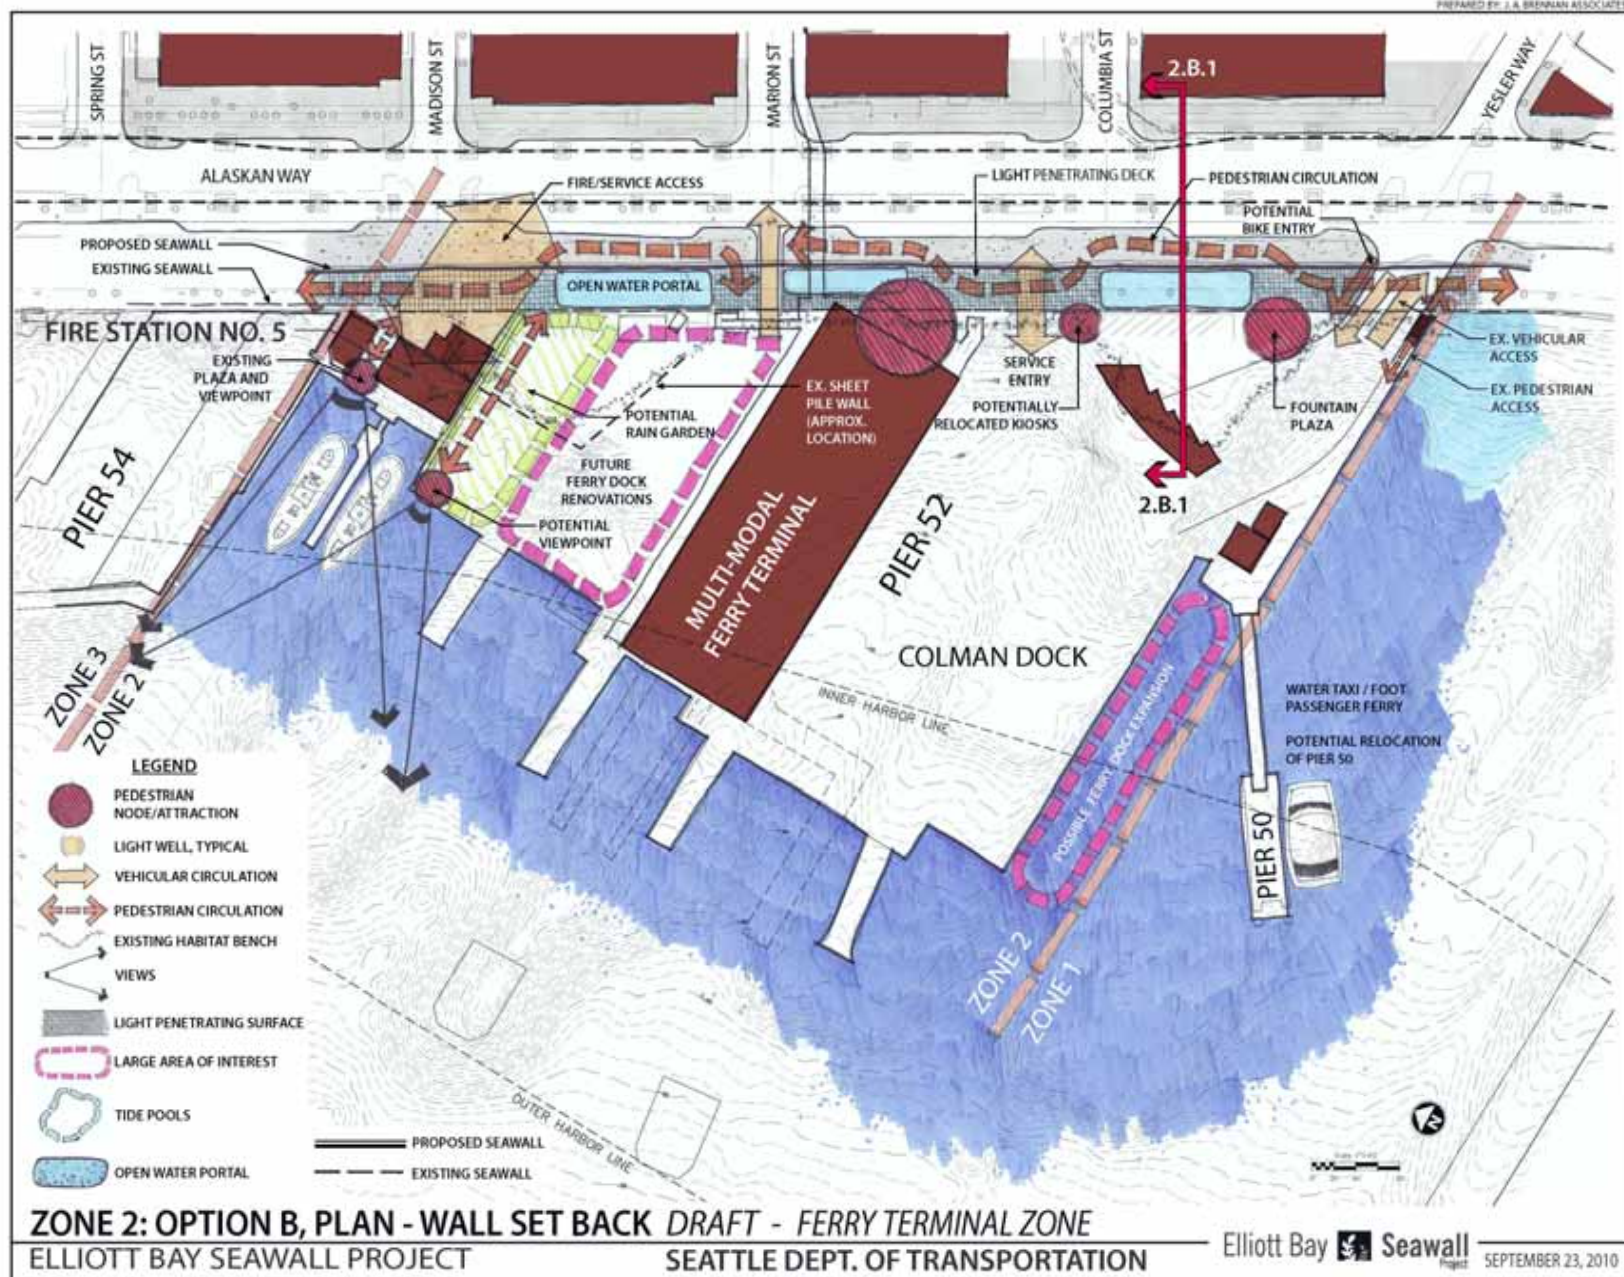 PREPARED BY: J. A. BRENNAN ASSOCIATES
SPRING ST
MADISON ST
MARION ST
COLUMBIA ST
YESLER WAY
2.B.1
ALASKAN WAY
FIRE/SERVICE ACCESS
LIGHT PENETRATING DECK
PEDESTRIAN CIRCULATION
POTENTIAL
BIKE ENTRY
PROPOSED SEAWALL
EXISTING SEAWALL
OPEN WATER PORTAL
FIRE STATION NO. 5
EXISTING
PLAZA AND
VIEWPOINT
EX. VEHICULAR
ACCESS
EX. PEDESTRIAN
ACCESS
SERVICE
ENTRY
POTENTIALLY
RELOCATED KIOSKS
FOUNTAIN
PLAZA
EX. SHEET
PILE WALL
(APPROX.
LOCATION)
POTENTIAL
RAIN GARDEN
FUTURE
FERRY DOCK
RENOVATIONS
POTENTIAL
VIEWPOINT
2.B.1
PIER 54
MULTI-MODAL
FERRY TERMINAL
PIER 52
COLMAN DOCK
INNER HARBOR LINE
POSSIBLE FERRY DOCK EXPANSION
WATER TAXI / FOOT
PASSENGER FERRY
POTENTIAL RELOCATION
OF PIER 50
PIER 50
ZONE 3
ZONE 2
ZONE 2
ZONE 1
OUTER HARBOR LINE
LEGEND
PEDESTRIAN
NODE/ATTRACTION
LIGHT WELL, TYPICAL
VEHICULAR CIRCULATION
PEDESTRIAN CIRCULATION
EXISTING HABITAT BENCH
VIEWS
LIGHT PENETRATING SURFACE
LARGE AREA OF INTEREST
TIDE POOLS
OPEN WATER PORTAL
PROPOSED SEAWALL
EXISTING SEAWALL
N
ZONE 2: OPTION B, PLAN - WALL SET BACK DRAFT - FERRY TERMINAL ZONE
ELLIOTT BAY SEAWALL PROJECT
SEATTLE DEPT. OF TRANSPORTATION
Elliott Bay Seawall
Project
SEPTEMBER 23, 2010